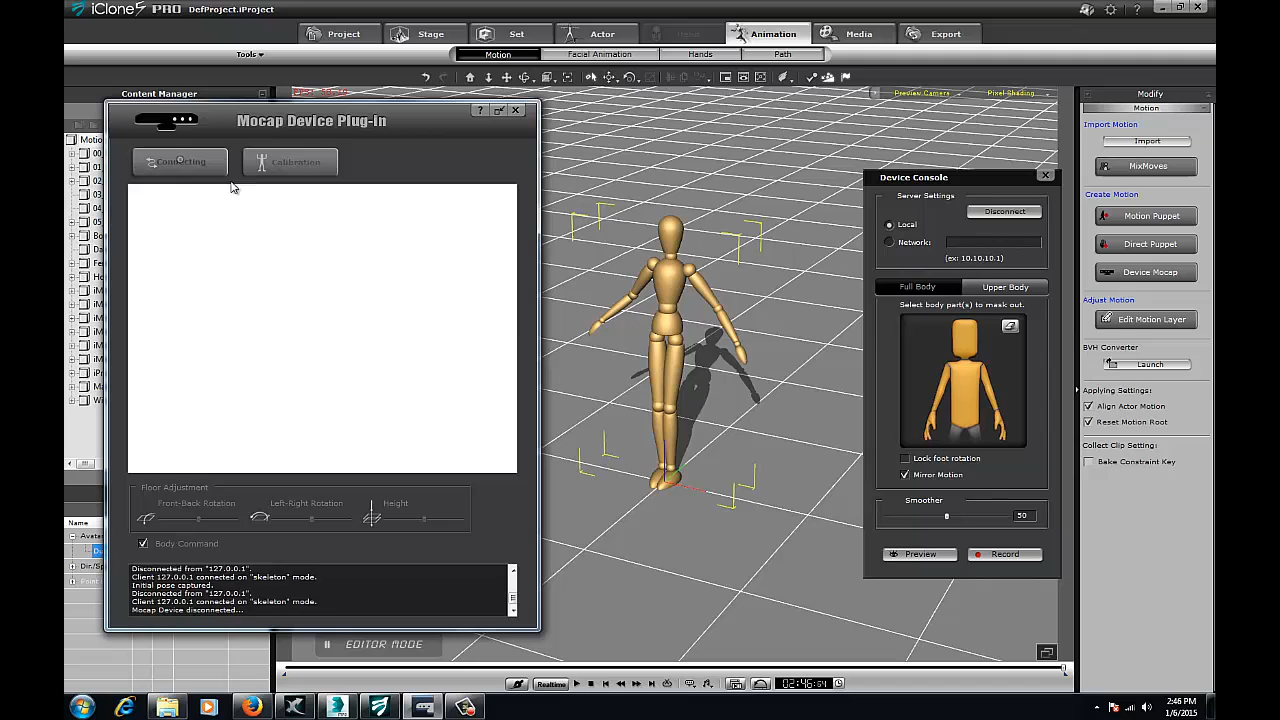 iClone5 PRO DefProject.iProject
Project Stage Set Actor Animation Media Export
Tools
Motion Facial Animation Hands Path
Content Manager
Preview Camera Pixel Shading
Modify
Motion
Import Motion
Import
MixMoves
Create Motion
Motion Puppet
Direct Puppet
Device Mocap
Adjust Motion
Edit Motion Layer
BVH Converter
Launch
Applying Settings:
Align Actor Motion
Reset Motion Root
Collect Clip Setting:
Bake Constraint Key
Mocap Device Plug-in
Connecting Calibration
Floor Adjustment
Front-Back Rotation Left-Right Rotation Height
Body Command
Disconnected from "127.0.0.1".
Client 127.0.0.1 connected on "skeleton" mode.
Initial pose captured.
Disconnected from "127.0.0.1".
Client 127.0.0.1 connected on "skeleton" mode.
Mocap Device disconnected...
Device Console
Server Settings
Disconnect
Local
Network:
(ex: 10.10.10.1)
Full Body Upper Body
Select body part(s) to mask out.
Lock foot rotation
Mirror Motion
Smoother
50
Preview Record
Name
EDITOR MODE
Realtime
02:46:64
2:46 PM
1/6/2015